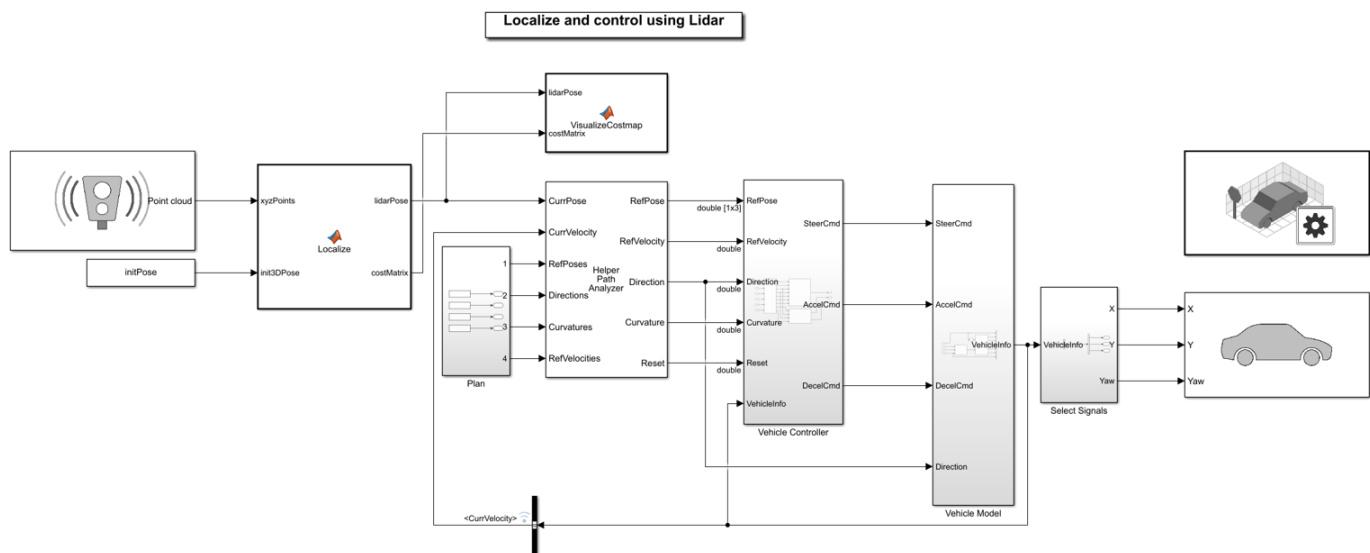 Localize and control using Lidar
lidarPose
costMatrix
VisualizeCostmap
Point cloud
initPose
xyzPoints
init3DPose
Localize
lidarPose
costMatrix
1
2
3
4
Plan
CurrPose
CurrVelocity
RefPoses
Directions
Curvatures
RefVelocities
Helper
Path
Analyzer
RefPose
RefVelocity
Direction
Curvature
Reset
double [1x3]
double
double
double
double
RefPose
RefVelocity
Direction
Curvature
Reset
VehicleInfo
SteerCmd
AccelCmd
DecelCmd
Vehicle Controller
SteerCmd
AccelCmd
DecelCmd
Direction
VehicleInfo
Vehicle Model
VehicleInfo
X
Y
Yaw
Select Signals
X
Y
Yaw
<CurrVelocity>